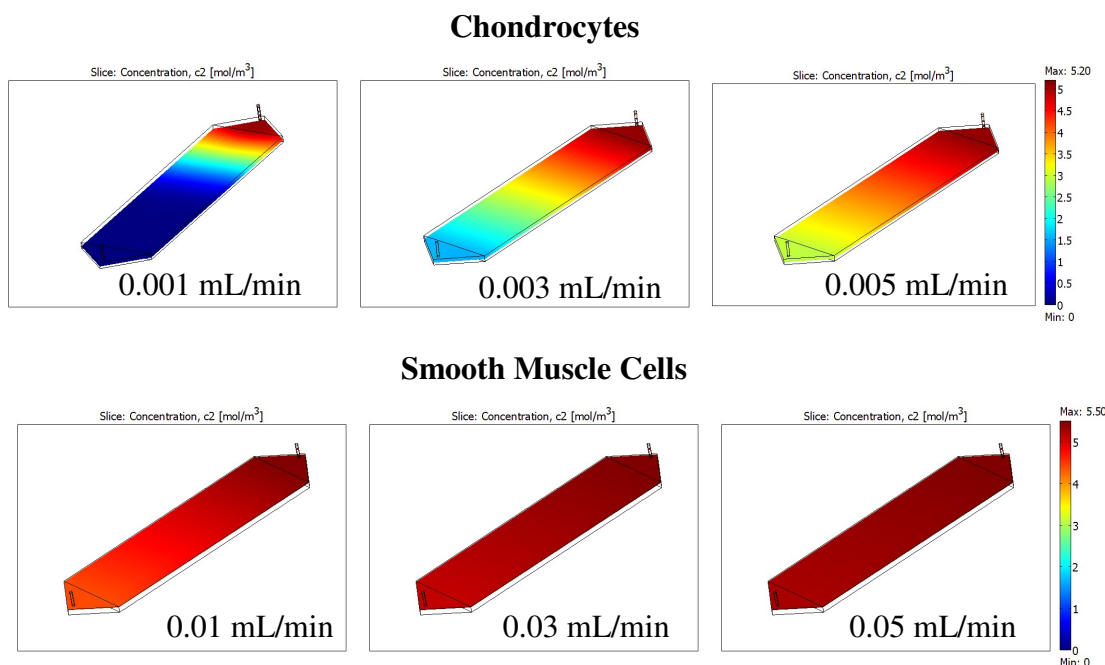 Chondrocytes
Slice: Concentration, c2 [mol/m³]
Slice: Concentration, c2 [mol/m³]
Slice: Concentration, c2 [mol/m³]
Max: 5.20
5
4.5
4
3.5
3
2.5
2
1.5
1
0.5
0
Min: 0
0.001 mL/min
0.003 mL/min
0.005 mL/min
Smooth Muscle Cells
Slice: Concentration, c2 [mol/m³]
Slice: Concentration, c2 [mol/m³]
Slice: Concentration, c2 [mol/m³]
Max: 5.50
5
4
3
2
1
0
Min: 0
0.01 mL/min
0.03 mL/min
0.05 mL/min